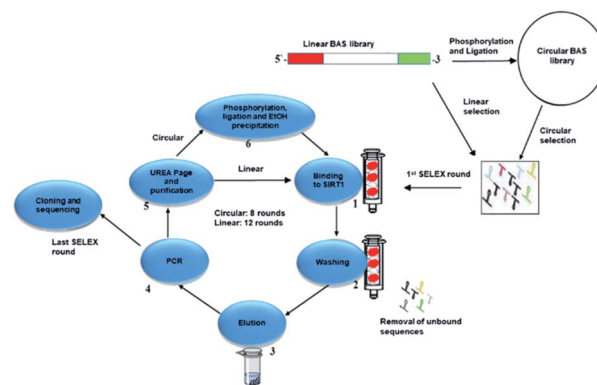 Linear BAS library
5`-
-3
Phosphorylation
and Ligation
Circular BAS
library
Linear
selection
Circular
selection
1st SELEX round
Phosphorylation,
ligation and EtOH
precipitation
6
Circular
UREA Page
and
purification
5
Linear
Binding
to SIRT1
1
Cloning and
sequencing
Circular: 8 rounds
Linear: 12 rounds
Last SELEX
round
PCR
4
Washing
2
Elution
3
Removal of unbound
sequences